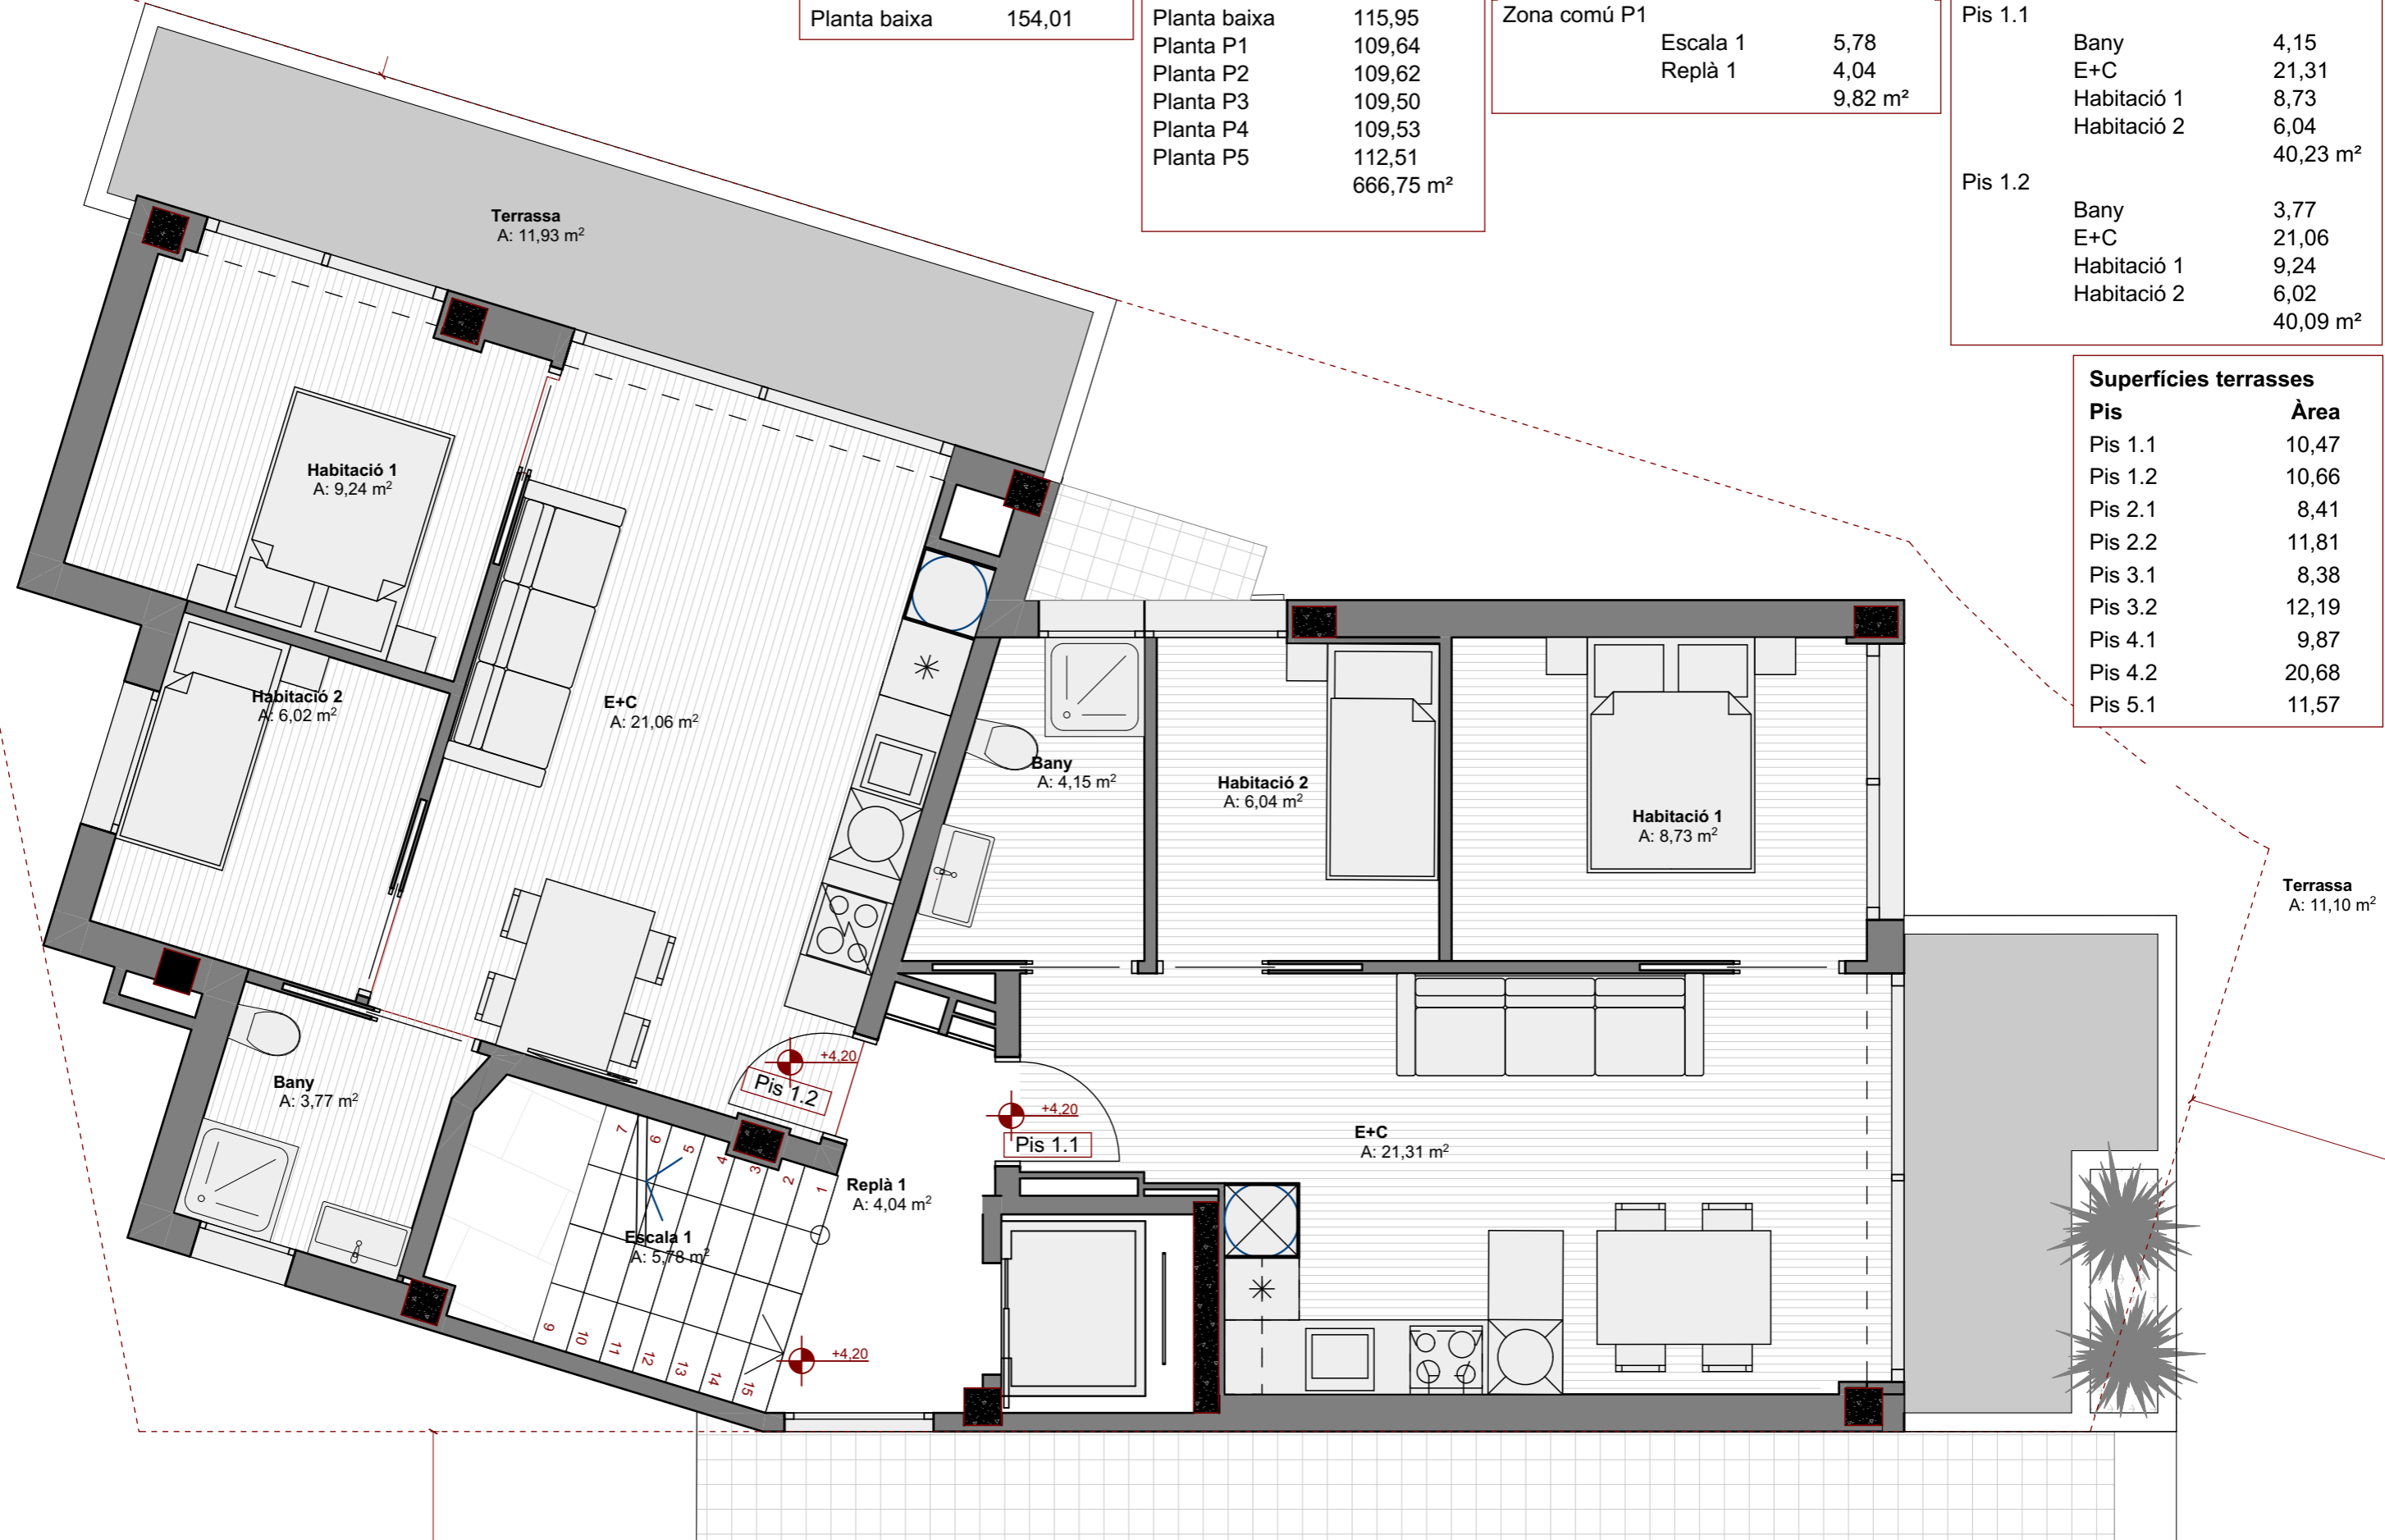 Planta baixa 154,01
Planta baixa 115,95
Planta P1 109,64
Planta P2 109,62
Planta P3 109,50
Planta P4 109,53
Planta P5 112,51
666,75 m²
Zona comú P1
Escala 1 5,78
Replà 1 4,04
9,82 m²
Pis 1.1
Bany 4,15
E+C 21,31
Habitació 1 8,73
Habitació 2 6,04
40,23 m²
Pis 1.2
Bany 3,77
E+C 21,06
Habitació 1 9,24
Habitació 2 6,02
40,09 m²
Superfícies terrasses
Pis Àrea
Pis 1.1 10,47
Pis 1.2 10,66
Pis 2.1 8,41
Pis 2.2 11,81
Pis 3.1 8,38
Pis 3.2 12,19
Pis 4.1 9,87
Pis 4.2 20,68
Pis 5.1 11,57
Terrassa
A: 11,93 m²
Habitació 1
A: 9,24 m²
Habitació 2
A: 6,02 m²
E+C
A: 21,06 m²
Bany
A: 4,15 m²
Habitació 2
A: 6,04 m²
Habitació 1
A: 8,73 m²
Terrassa
A: 11,10 m²
Bany
A: 3,77 m²
+4,20
Pis 1.2
+4,20
Pis 1.1
E+C
A: 21,31 m²
Replà 1
A: 4,04 m²
Escala 1
A: 5,78 m²
7 6 5 4 3 2 1
9 10 11 12 13 14 15
+4,20